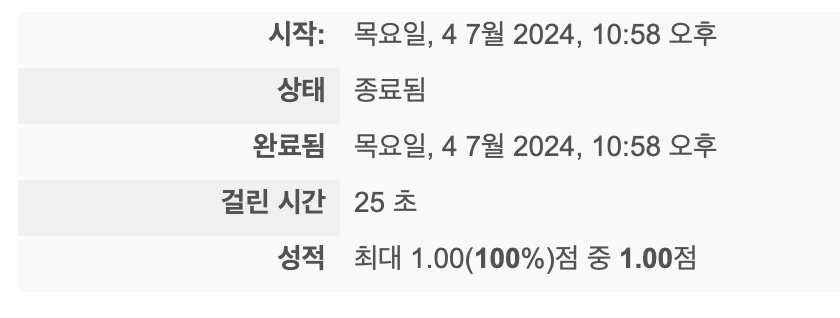 시작: 목요일, 4 7월 2024, 10:58 오후
상태 종료됨
완료됨 목요일, 4 7월 2024, 10:58 오후
걸린 시간 25 초
성적 최대 1.00(100%)점 중 1.00점